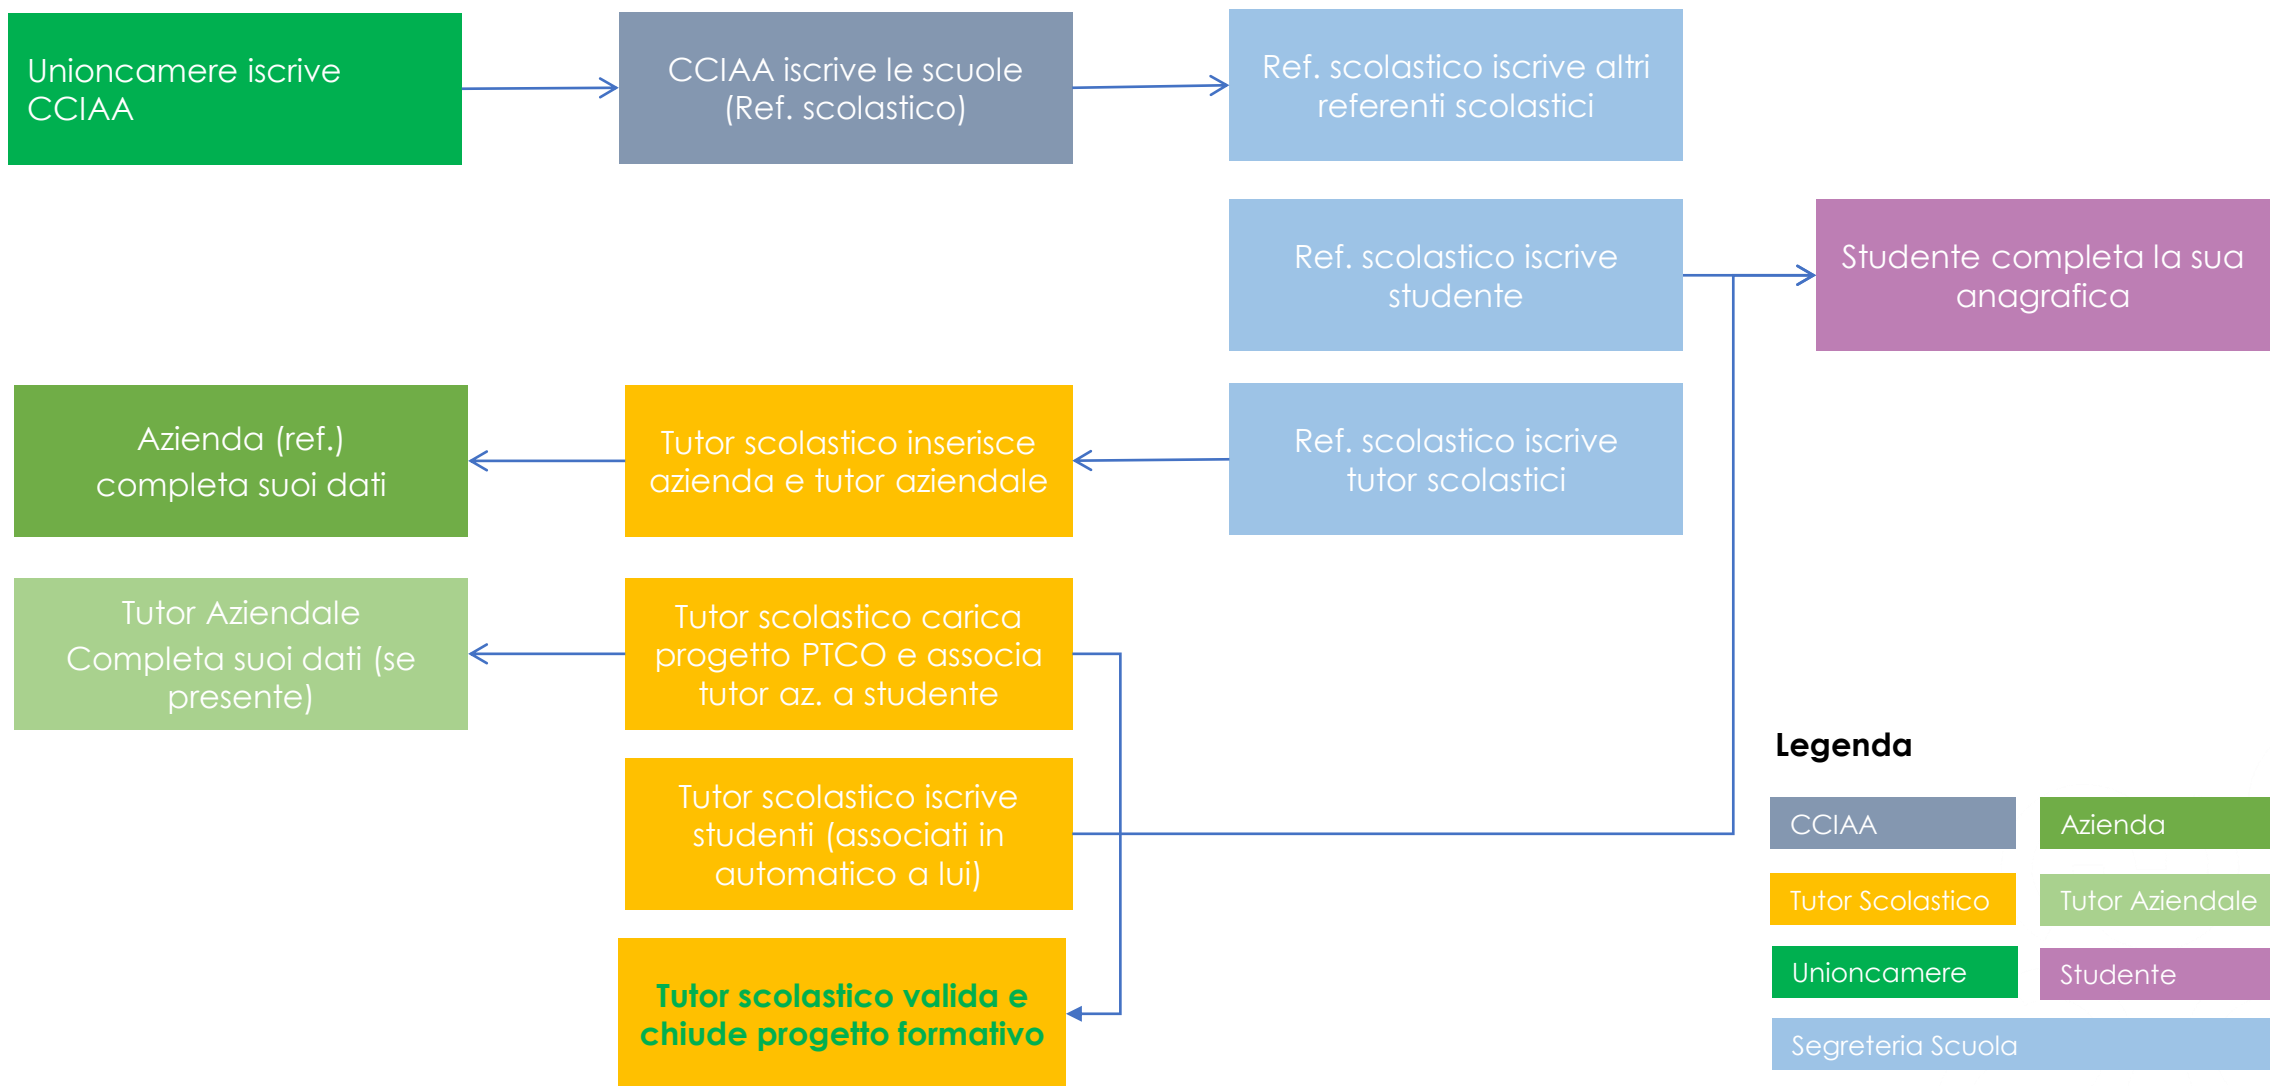 Unioncamere iscrive
CCIAA
CCIAA iscrive le scuole
(Ref. scolastico)
Ref. scolastico iscrive altri
referenti scolastici
Ref. scolastico iscrive
studente
Studente completa la sua
anagrafica
Azienda (ref.)
completa suoi dati
Tutor scolastico inserisce
azienda e tutor aziendale
Ref. scolastico iscrive
tutor scolastici
Tutor Aziendale
Completa suoi dati (se
presente)
Tutor scolastico carica
progetto PTCO e associa
tutor az. a studente
Tutor scolastico iscrive
studenti (associati in
automatico a lui)
Tutor scolastico valida e
chiude progetto formativo
Legenda
CCIAA
Azienda
Tutor Scolastico
Tutor Aziendale
Unioncamere
Studente
Segreteria Scuola